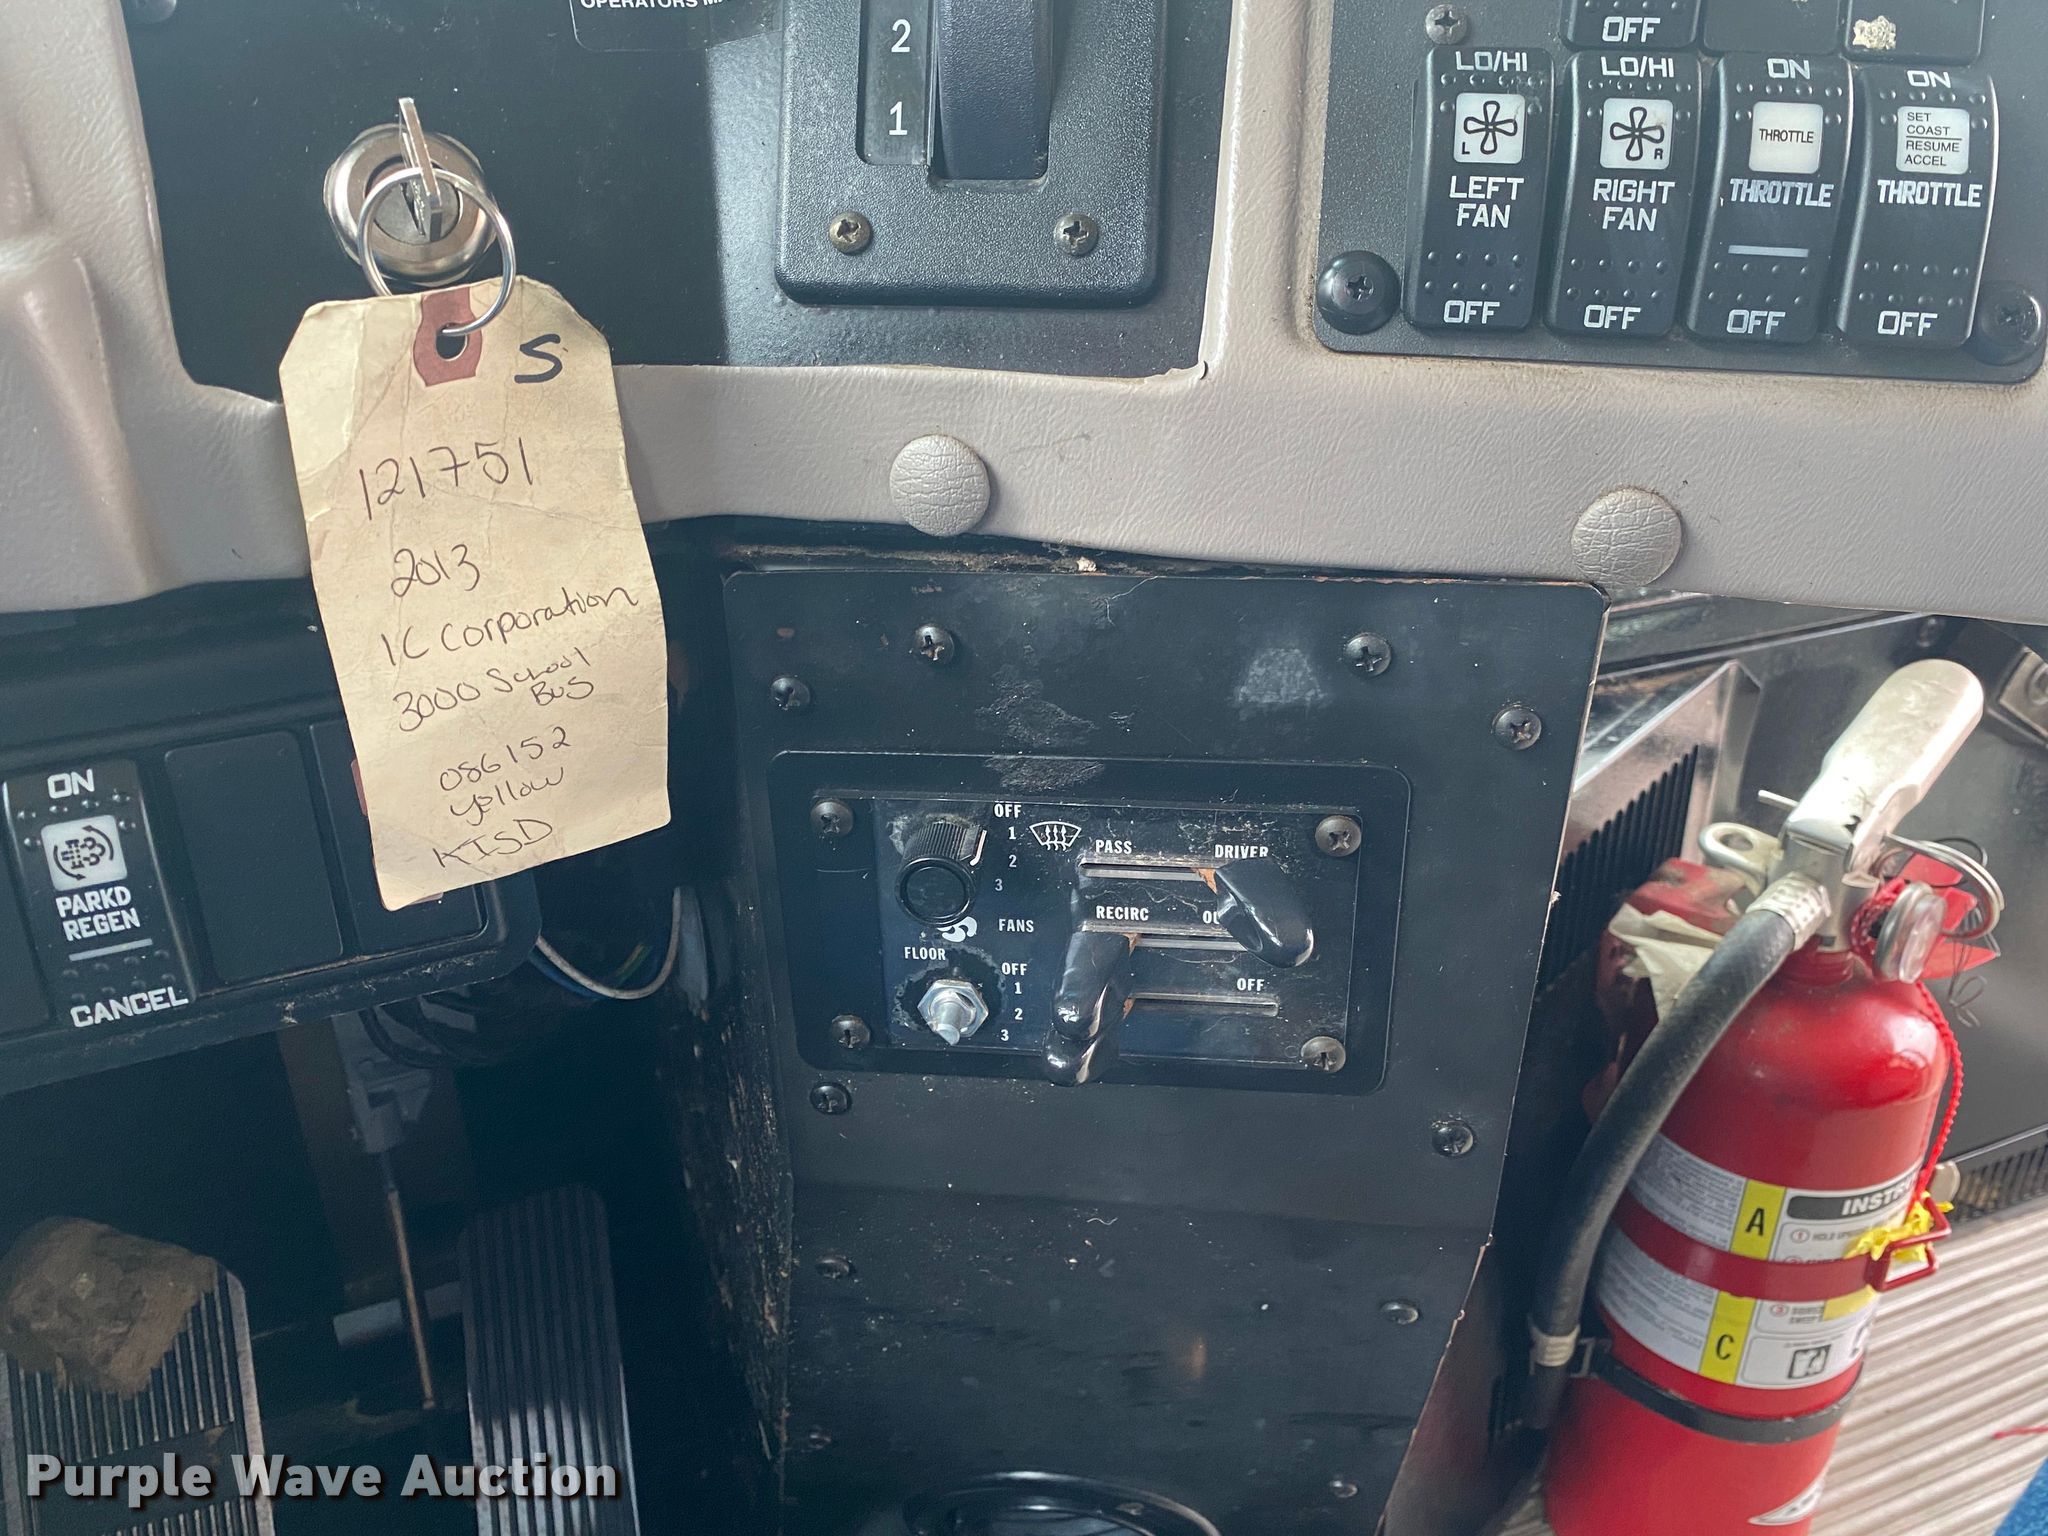 OPERATORS
2
1
OFF
LO/HI
L
LEFT
FAN
OFF
LO/HI
R
RIGHT
FAN
OFF
ON
THROTTLE
THROTTLE
OFF
ON
SET
COAST
RESUME
ACCEL
THROTTLE
OFF
S
121751
2013
IC Corporation
3000 School
Bus
086152
yellow
KISD
ON
PARKD
REGEN
CANCEL
OFF
1
2
3
FANS
PASS DRIVER
RECIRC
FLOOR
OFF
1
2
3
OFF
A
C
Purple Wave Auction